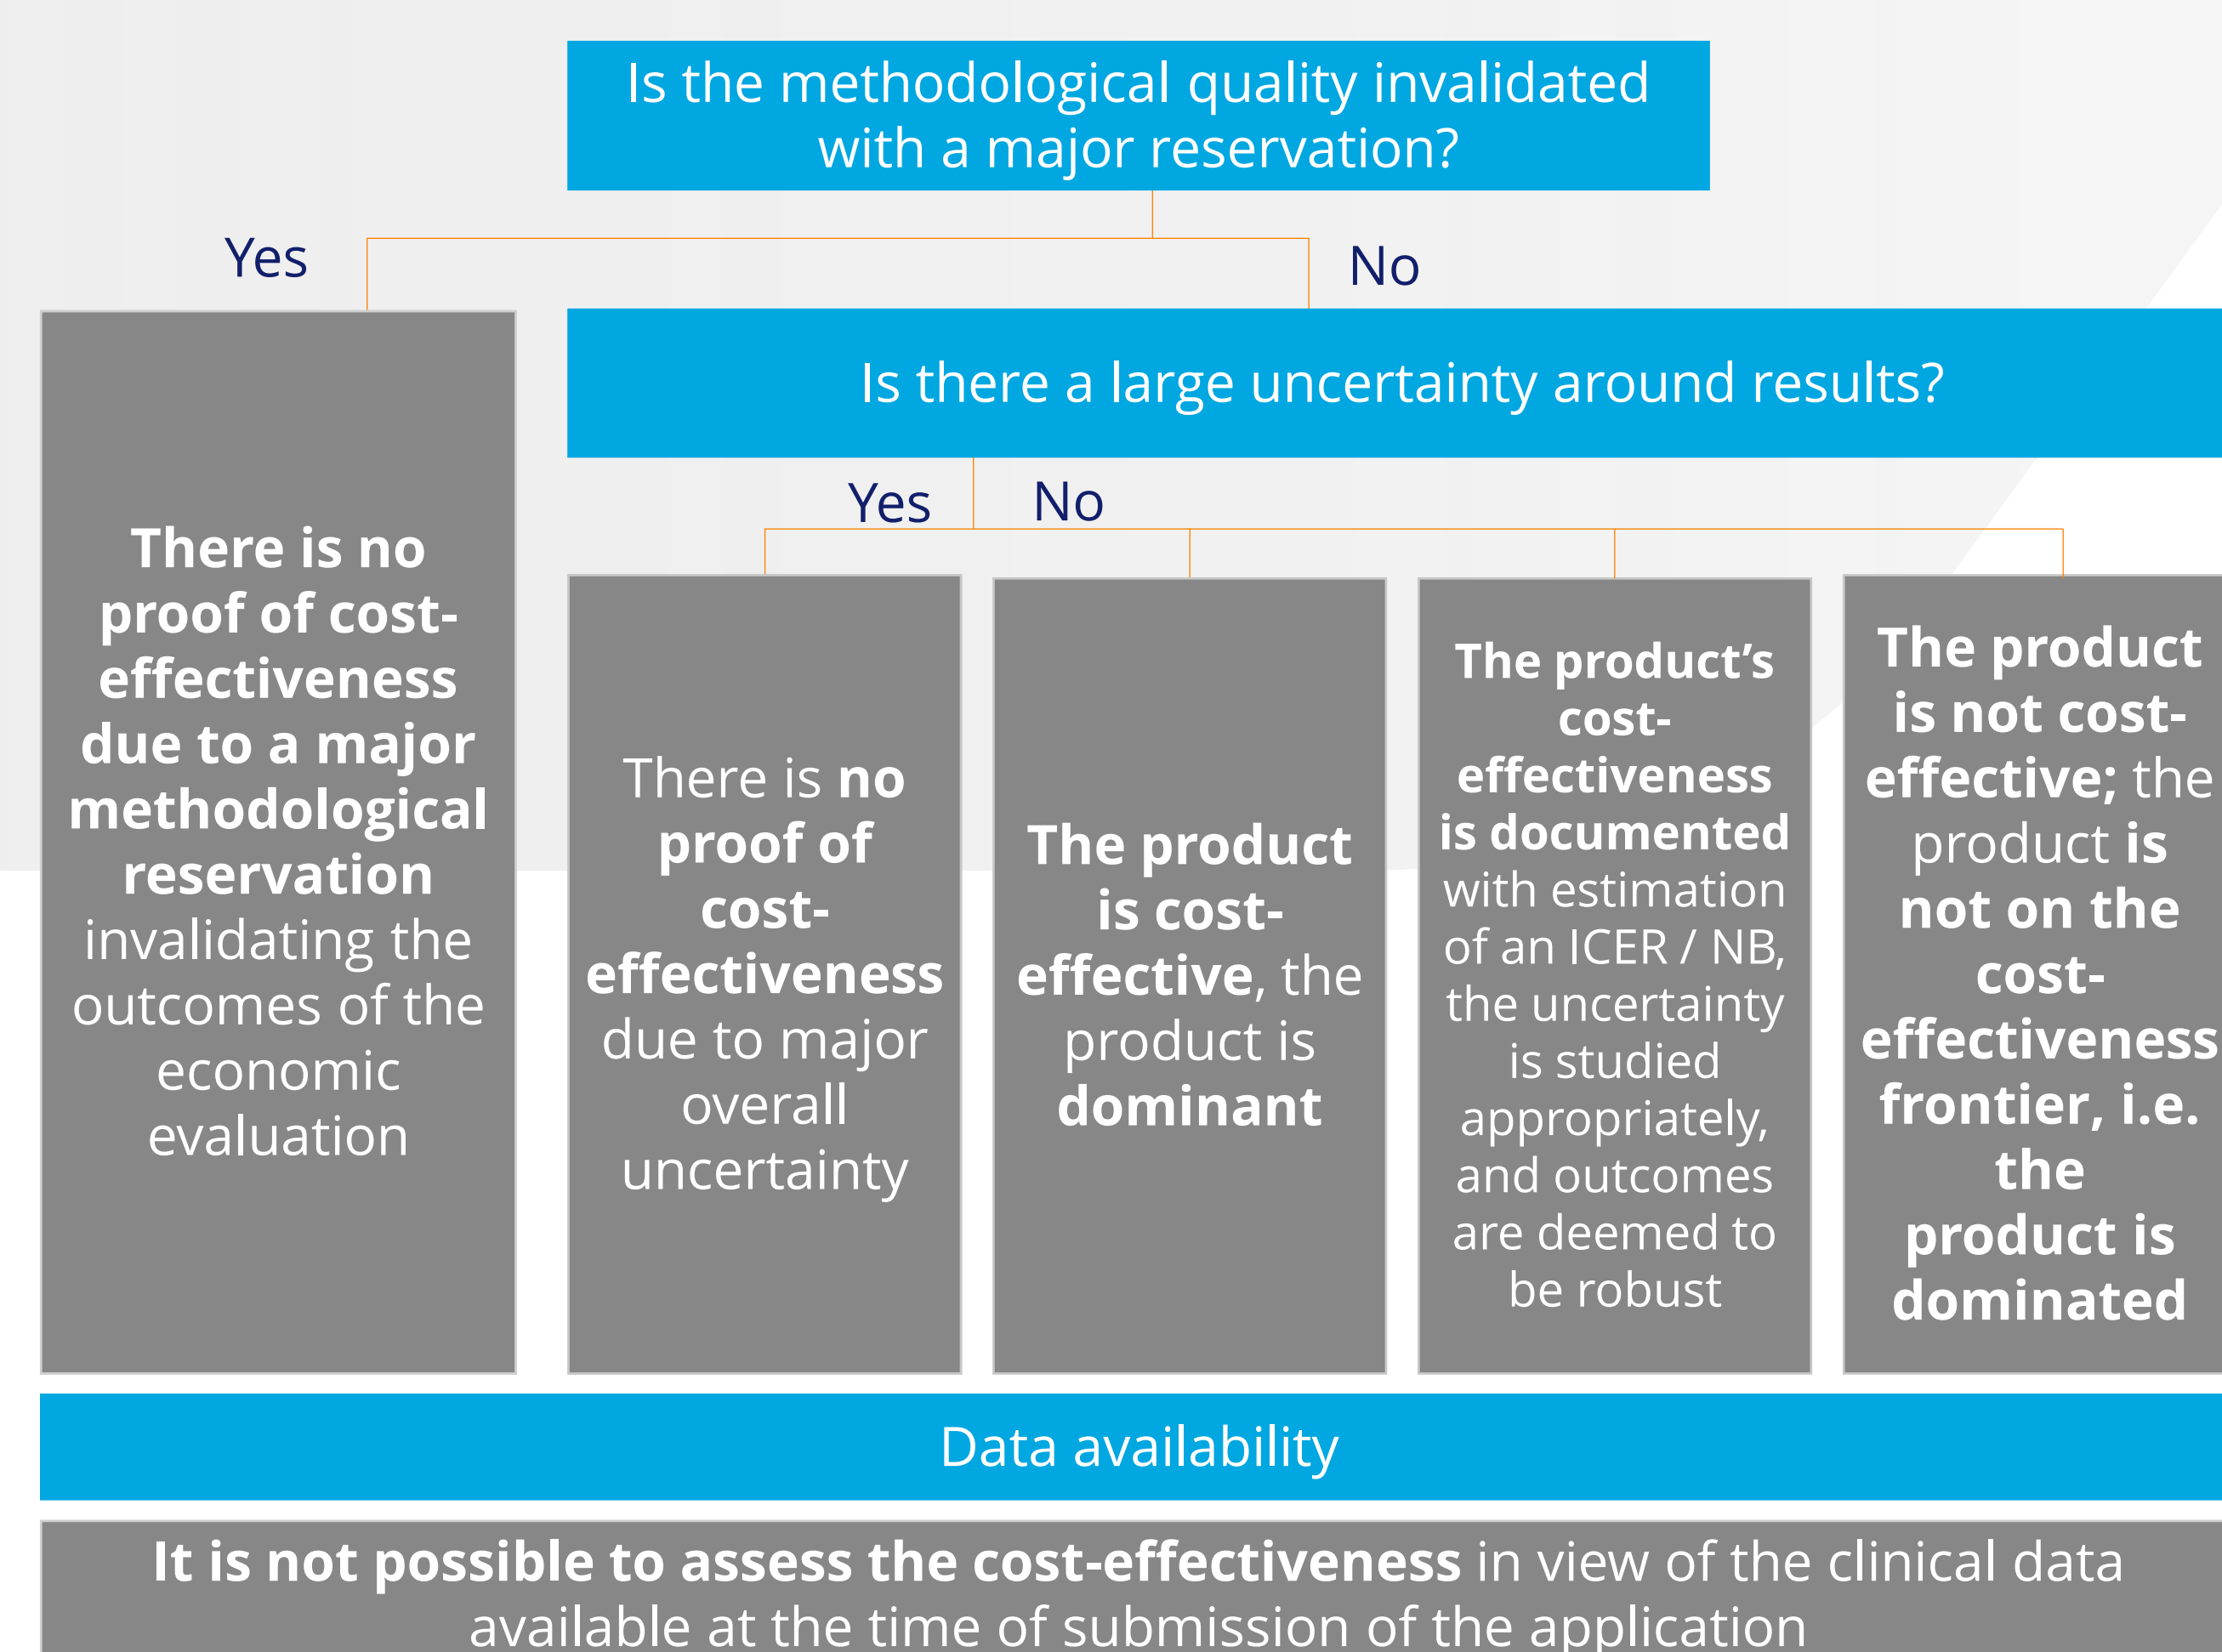 Is the methodological quality invalidated
with a major reservation?
Yes
No
Is there a large uncertainty around results?
Yes
No
There is no
proof of cost-
effectiveness
due to a major
methodological
reservation
invalidating the
outcomes of the
economic
evaluation
There is no
proof of
cost-
effectiveness
due to major
overall
uncertainty
The product
is cost-
effective, the
product is
dominant
The product’s
cost-
effectiveness
is documented
with estimation
of an ICER / NB,
the uncertainty
is studied
appropriately,
and outcomes
are deemed to
be robust
The product
is not cost-
effective; the
product is
not on the
cost-
effectiveness
frontier, i.e.
the
product is
dominated
Data availability
It is not possible to assess the cost-effectiveness in view of the clinical data
available at the time of submission of the application